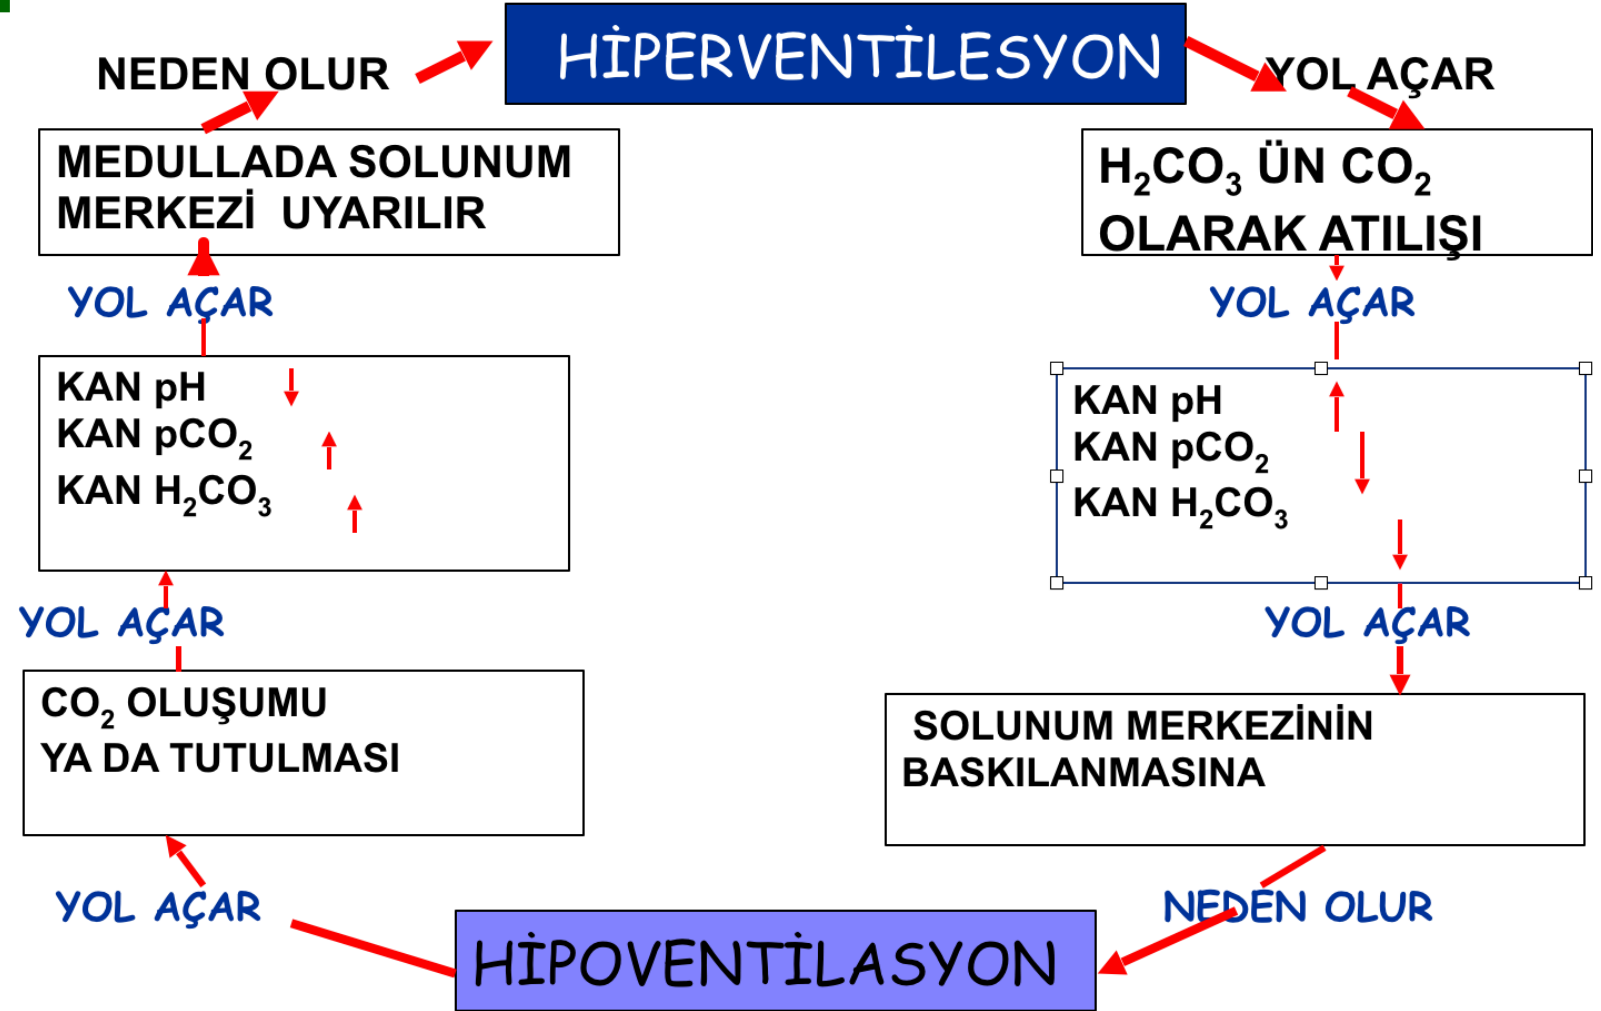 HİPERVENTİLESYON
NEDEN OLUR
YOL AÇAR
MEDULLADA SOLUNUM
MERKEZİ UYARILIR
H₂CO₃ ÜN CO₂
OLARAK ATILIŞI
YOL AÇAR
YOL AÇAR
KAN pH
KAN pCO₂
KAN H₂CO₃
KAN pH
KAN pCO₂
KAN H₂CO₃
YOL AÇAR
YOL AÇAR
CO₂ OLUŞUMU
YA DA TUTULMASI
SOLUNUM MERKEZİNİN
BASKILANMASINA
YOL AÇAR
NEDEN OLUR
HİPOVENTİLASYON